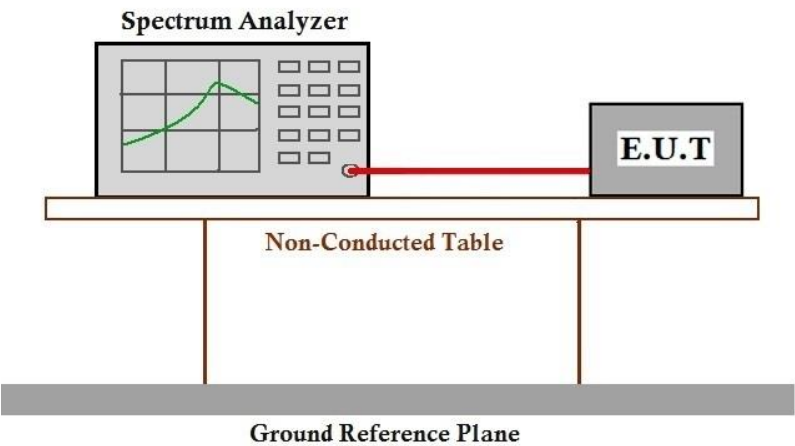 Spectrum Analyzer
E.U.T
Non-Conducted Table
Ground Reference Plane